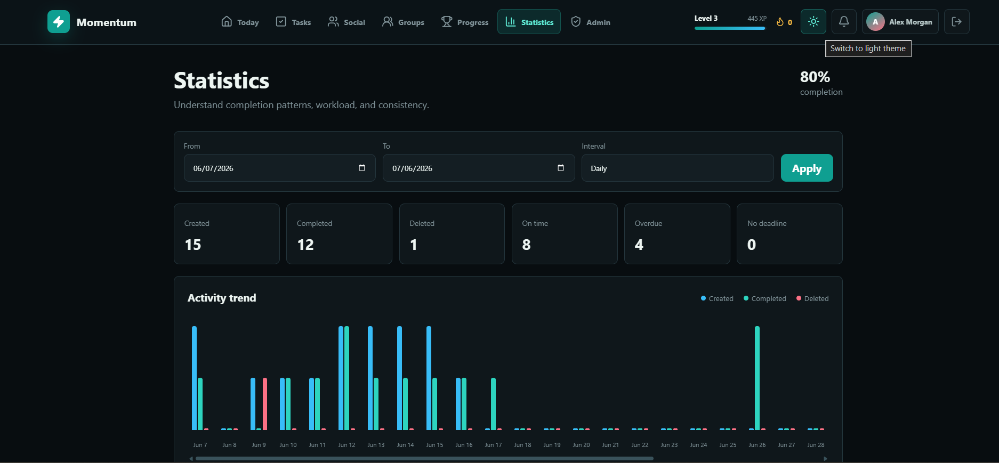 Momentum
Today
Tasks
Social
Groups
Progress
Statistics
Admin
Level 3
445 XP
0
A
Alex Morgan
Switch to light theme
Statistics
Understand completion patterns, workload, and consistency.
80%
completion
From
To
Interval
06/07/2026
07/06/2026
Daily
Apply
Created
15
Completed
12
Deleted
1
On time
8
Overdue
4
No deadline
0
Activity trend
Created
Completed
Deleted
Jun 7
Jun 8
Jun 9
Jun 10
Jun 11
Jun 12
Jun 13
Jun 14
Jun 15
Jun 16
Jun 17
Jun 18
Jun 19
Jun 20
Jun 21
Jun 22
Jun 23
Jun 24
Jun 25
Jun 26
Jun 27
Jun 28